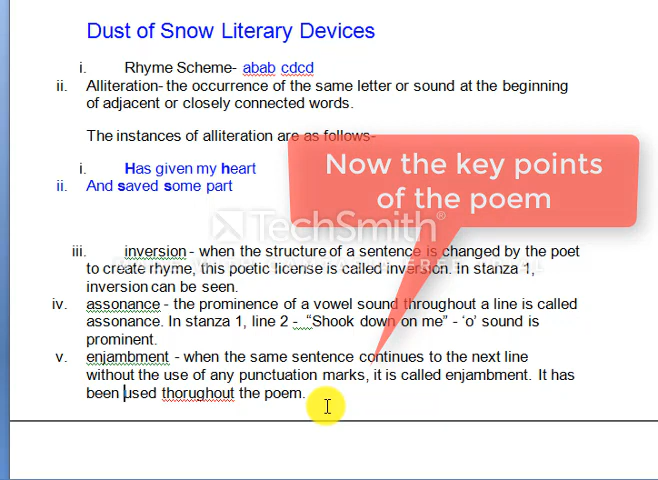 Dust of Snow Literary Devices
i. Rhyme Scheme- abab cdcd
ii. Alliteration- the occurrence of the same letter or sound at the beginning
of adjacent or closely connected words.
The instances of alliteration are as follows-
i. Has given my heart
ii. And saved some part
Now the key points
of the poem
TechSmith
iii. inversion - when the structure of a sentence is changed by the poet
to create rhyme, this poetic license is called inversion. In stanza 1,
inversion can be seen.
iv. assonance - the prominence of a vowel sound throughout a line is called
assonance. In stanza 1, line 2 - “Shook down on me” - ‘o’ sound is
prominent.
v. enjambment - when the same sentence continues to the next line
without the use of any punctuation marks, it is called enjambment. It has
been used thorughout the poem.